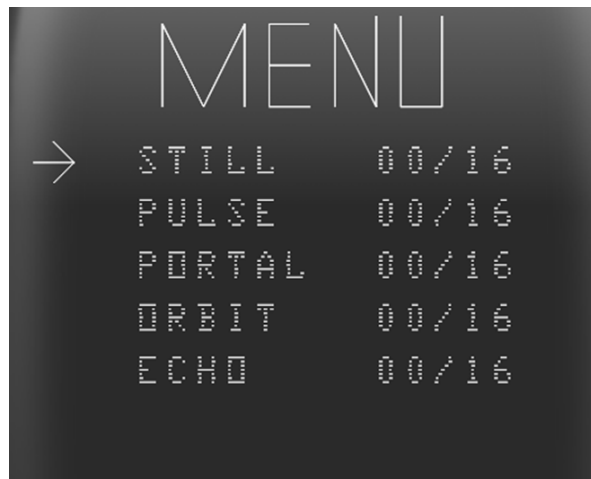 MENU
STILL 00/16
PULSE 00/16
PORTAL 00/16
ORBIT 00/16
ECHO 00/16